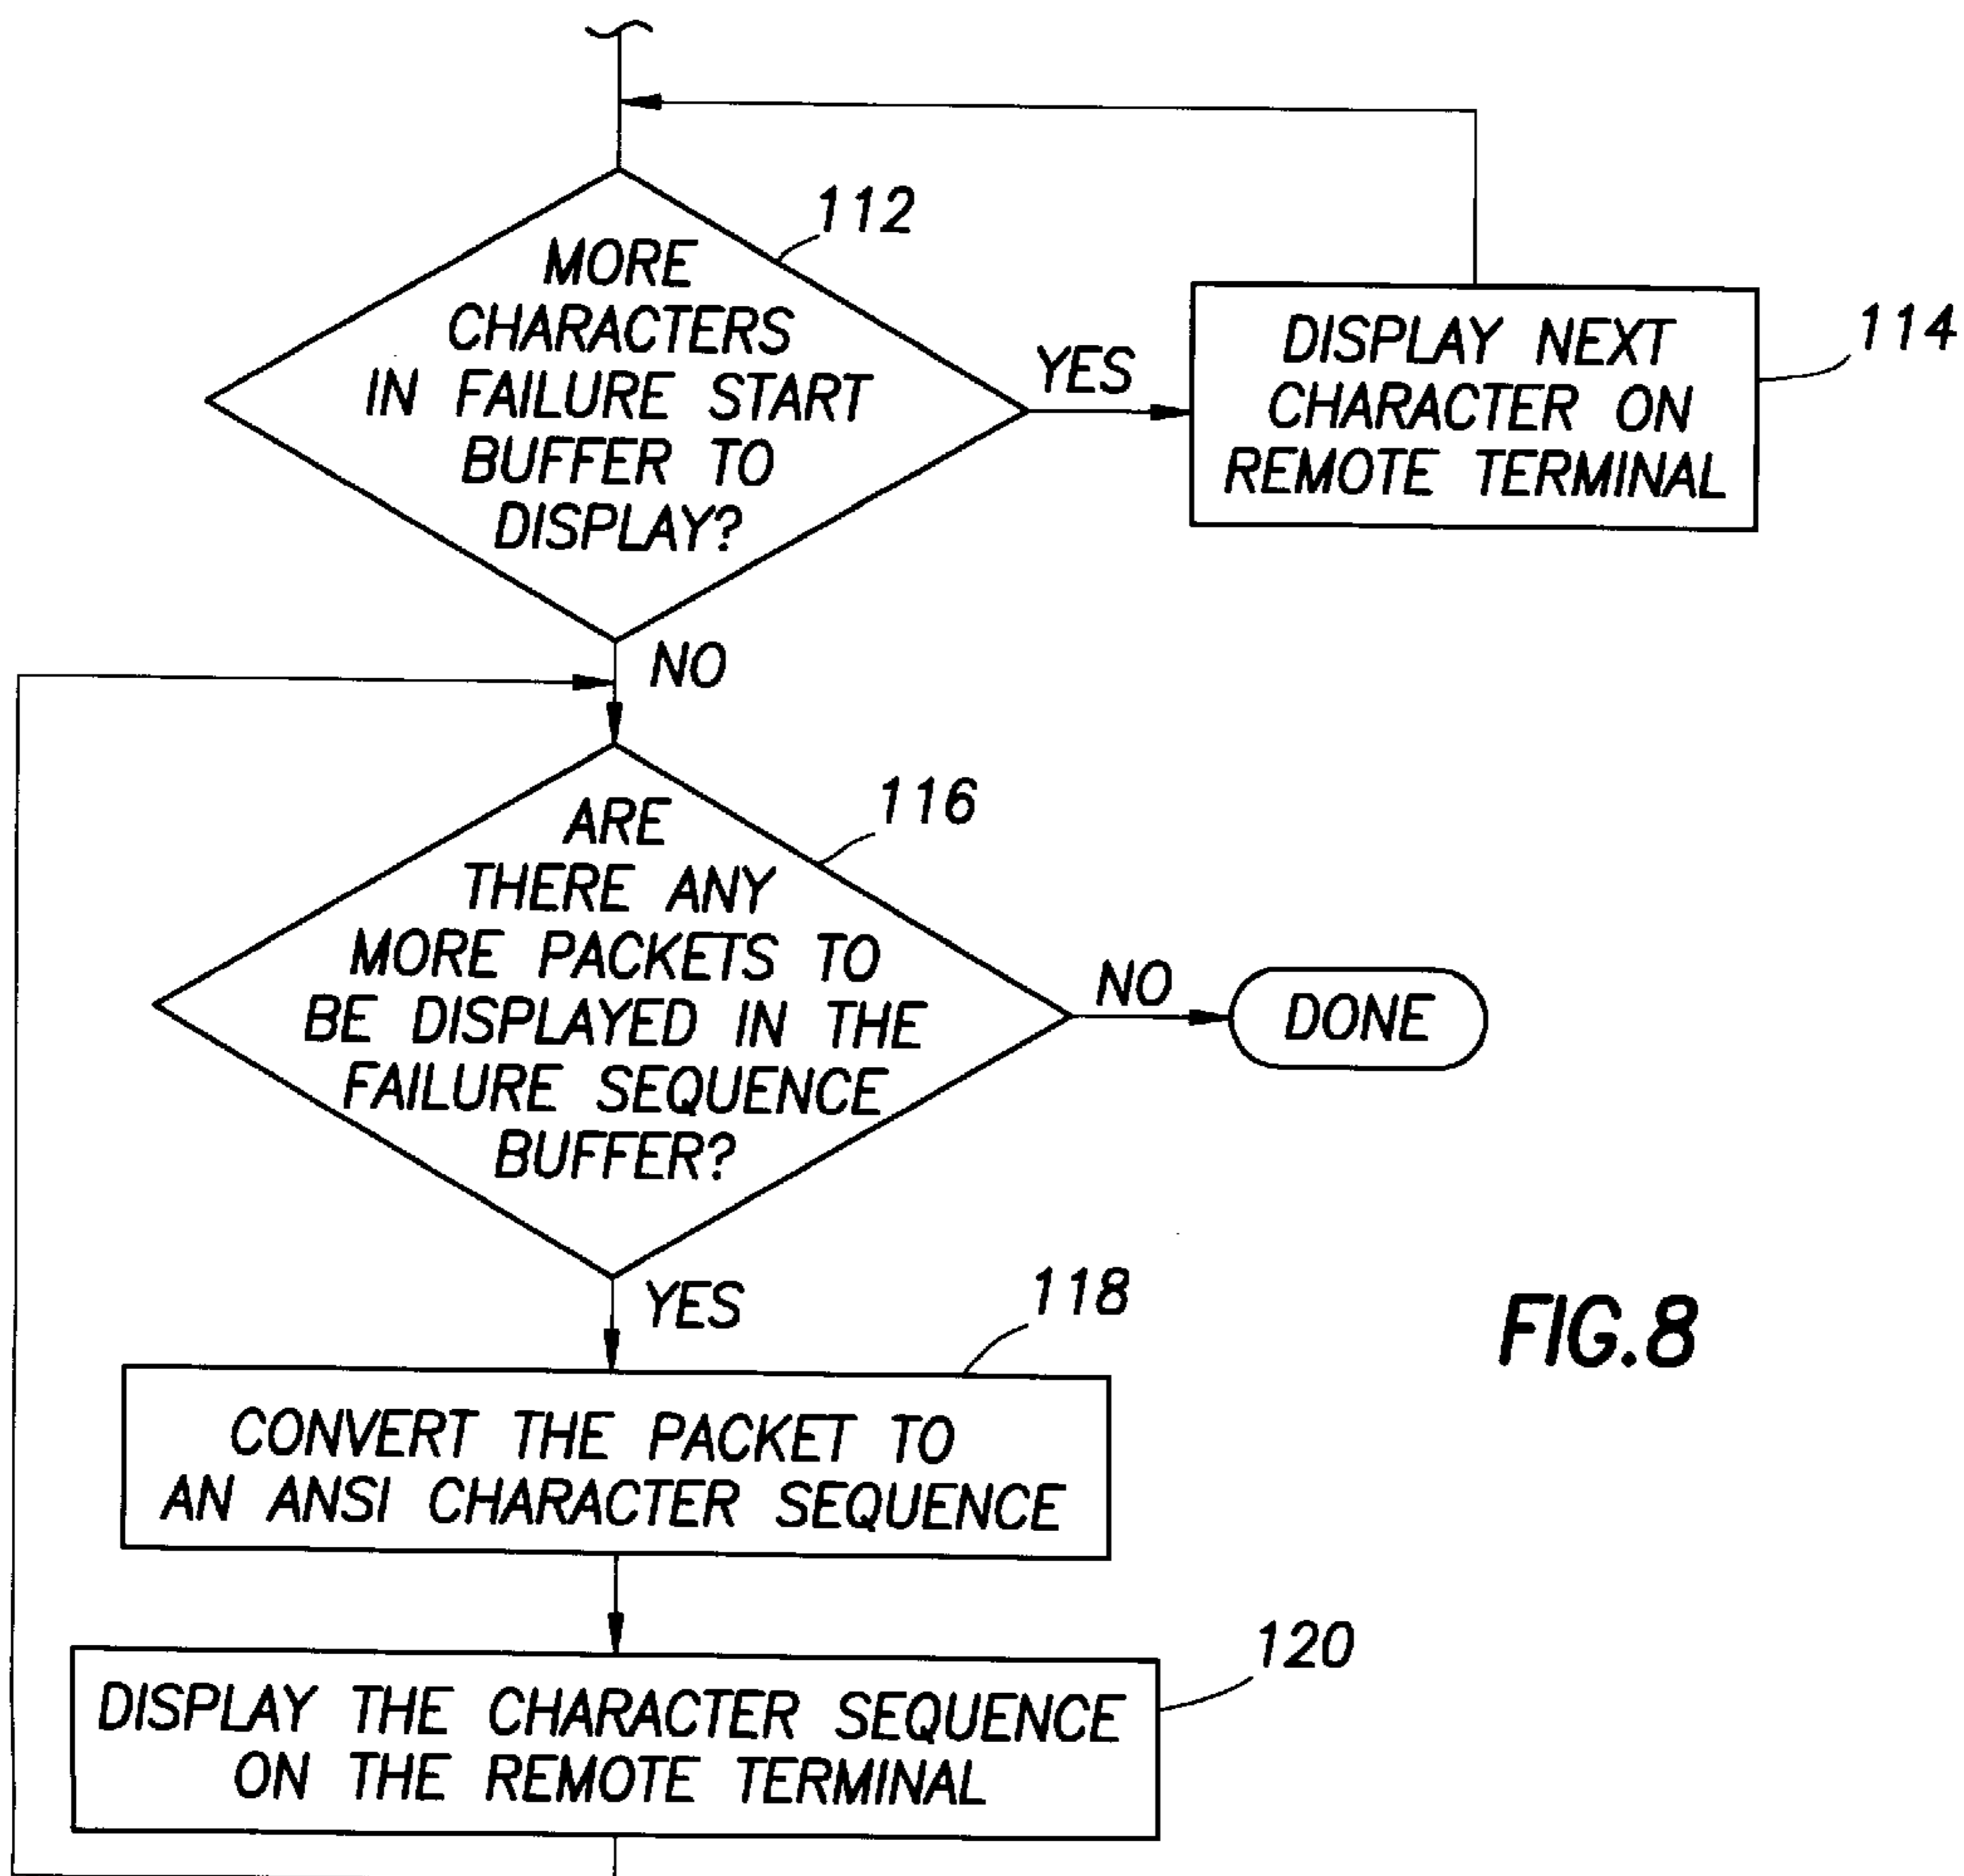 112
MORE
CHARACTERS
IN FAILURE START
BUFFER TO
DISPLAY?
YES
DISPLAY NEXT
CHARACTER ON
REMOTE TERMINAL
114
NO
116
ARE
THERE ANY
MORE PACKETS TO
BE DISPLAYED IN THE
FAILURE SEQUENCE
BUFFER?
NO
DONE
YES
118
CONVERT THE PACKET TO
AN ANSI CHARACTER SEQUENCE
FIG.8
120
DISPLAY THE CHARACTER SEQUENCE
ON THE REMOTE TERMINAL